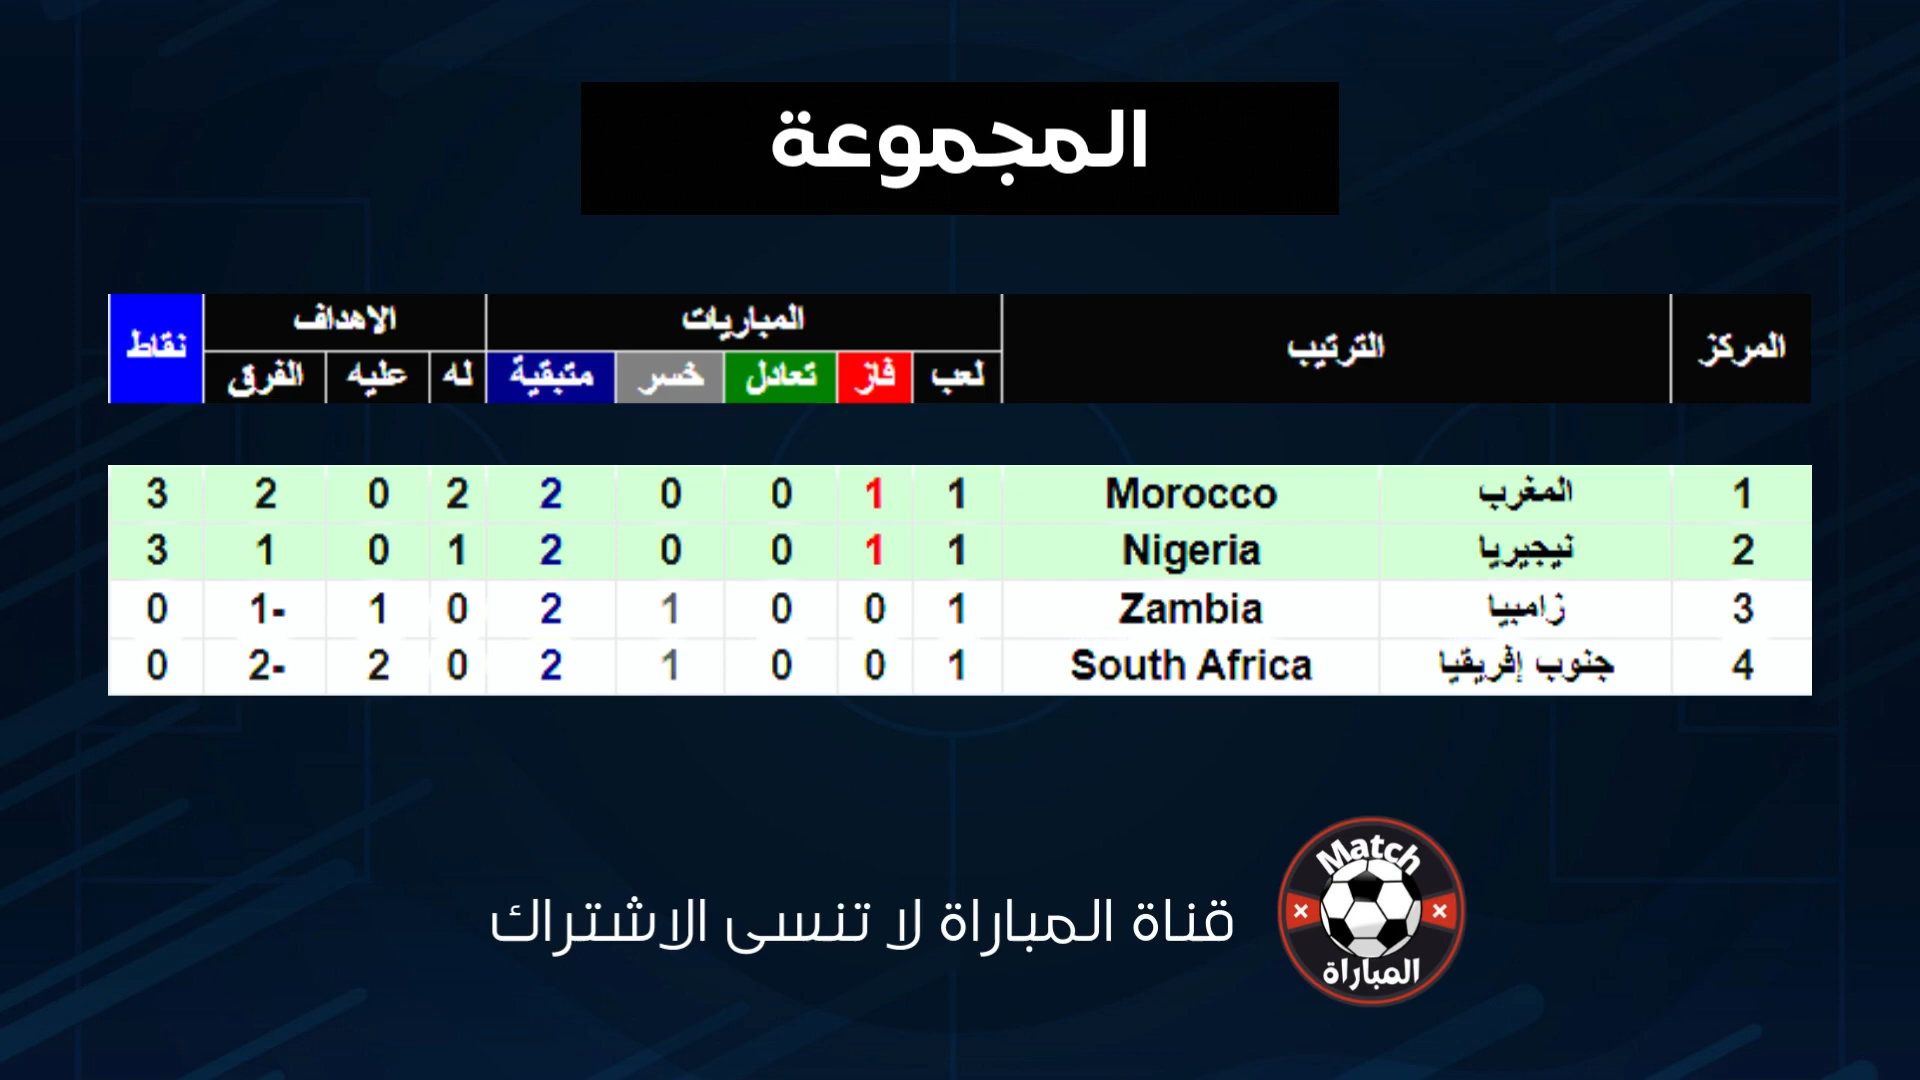 المجموعة
المركز الترتيب المباريات الاهداف نقاط
لعب فاز تعادل خسر متبقية له عليه الفرق
1 المغرب Morocco 1 1 0 0 2 2 0 2 3
2 نيجيريا Nigeria 1 1 0 0 2 1 0 1 3
3 زامبيا Zambia 1 0 0 1 2 0 1 1- 0
4 جنوب إفريقيا South Africa 1 0 0 1 2 0 2 2- 0
Match
المباراة
قناة المباراة لا تنسى الاشتراك